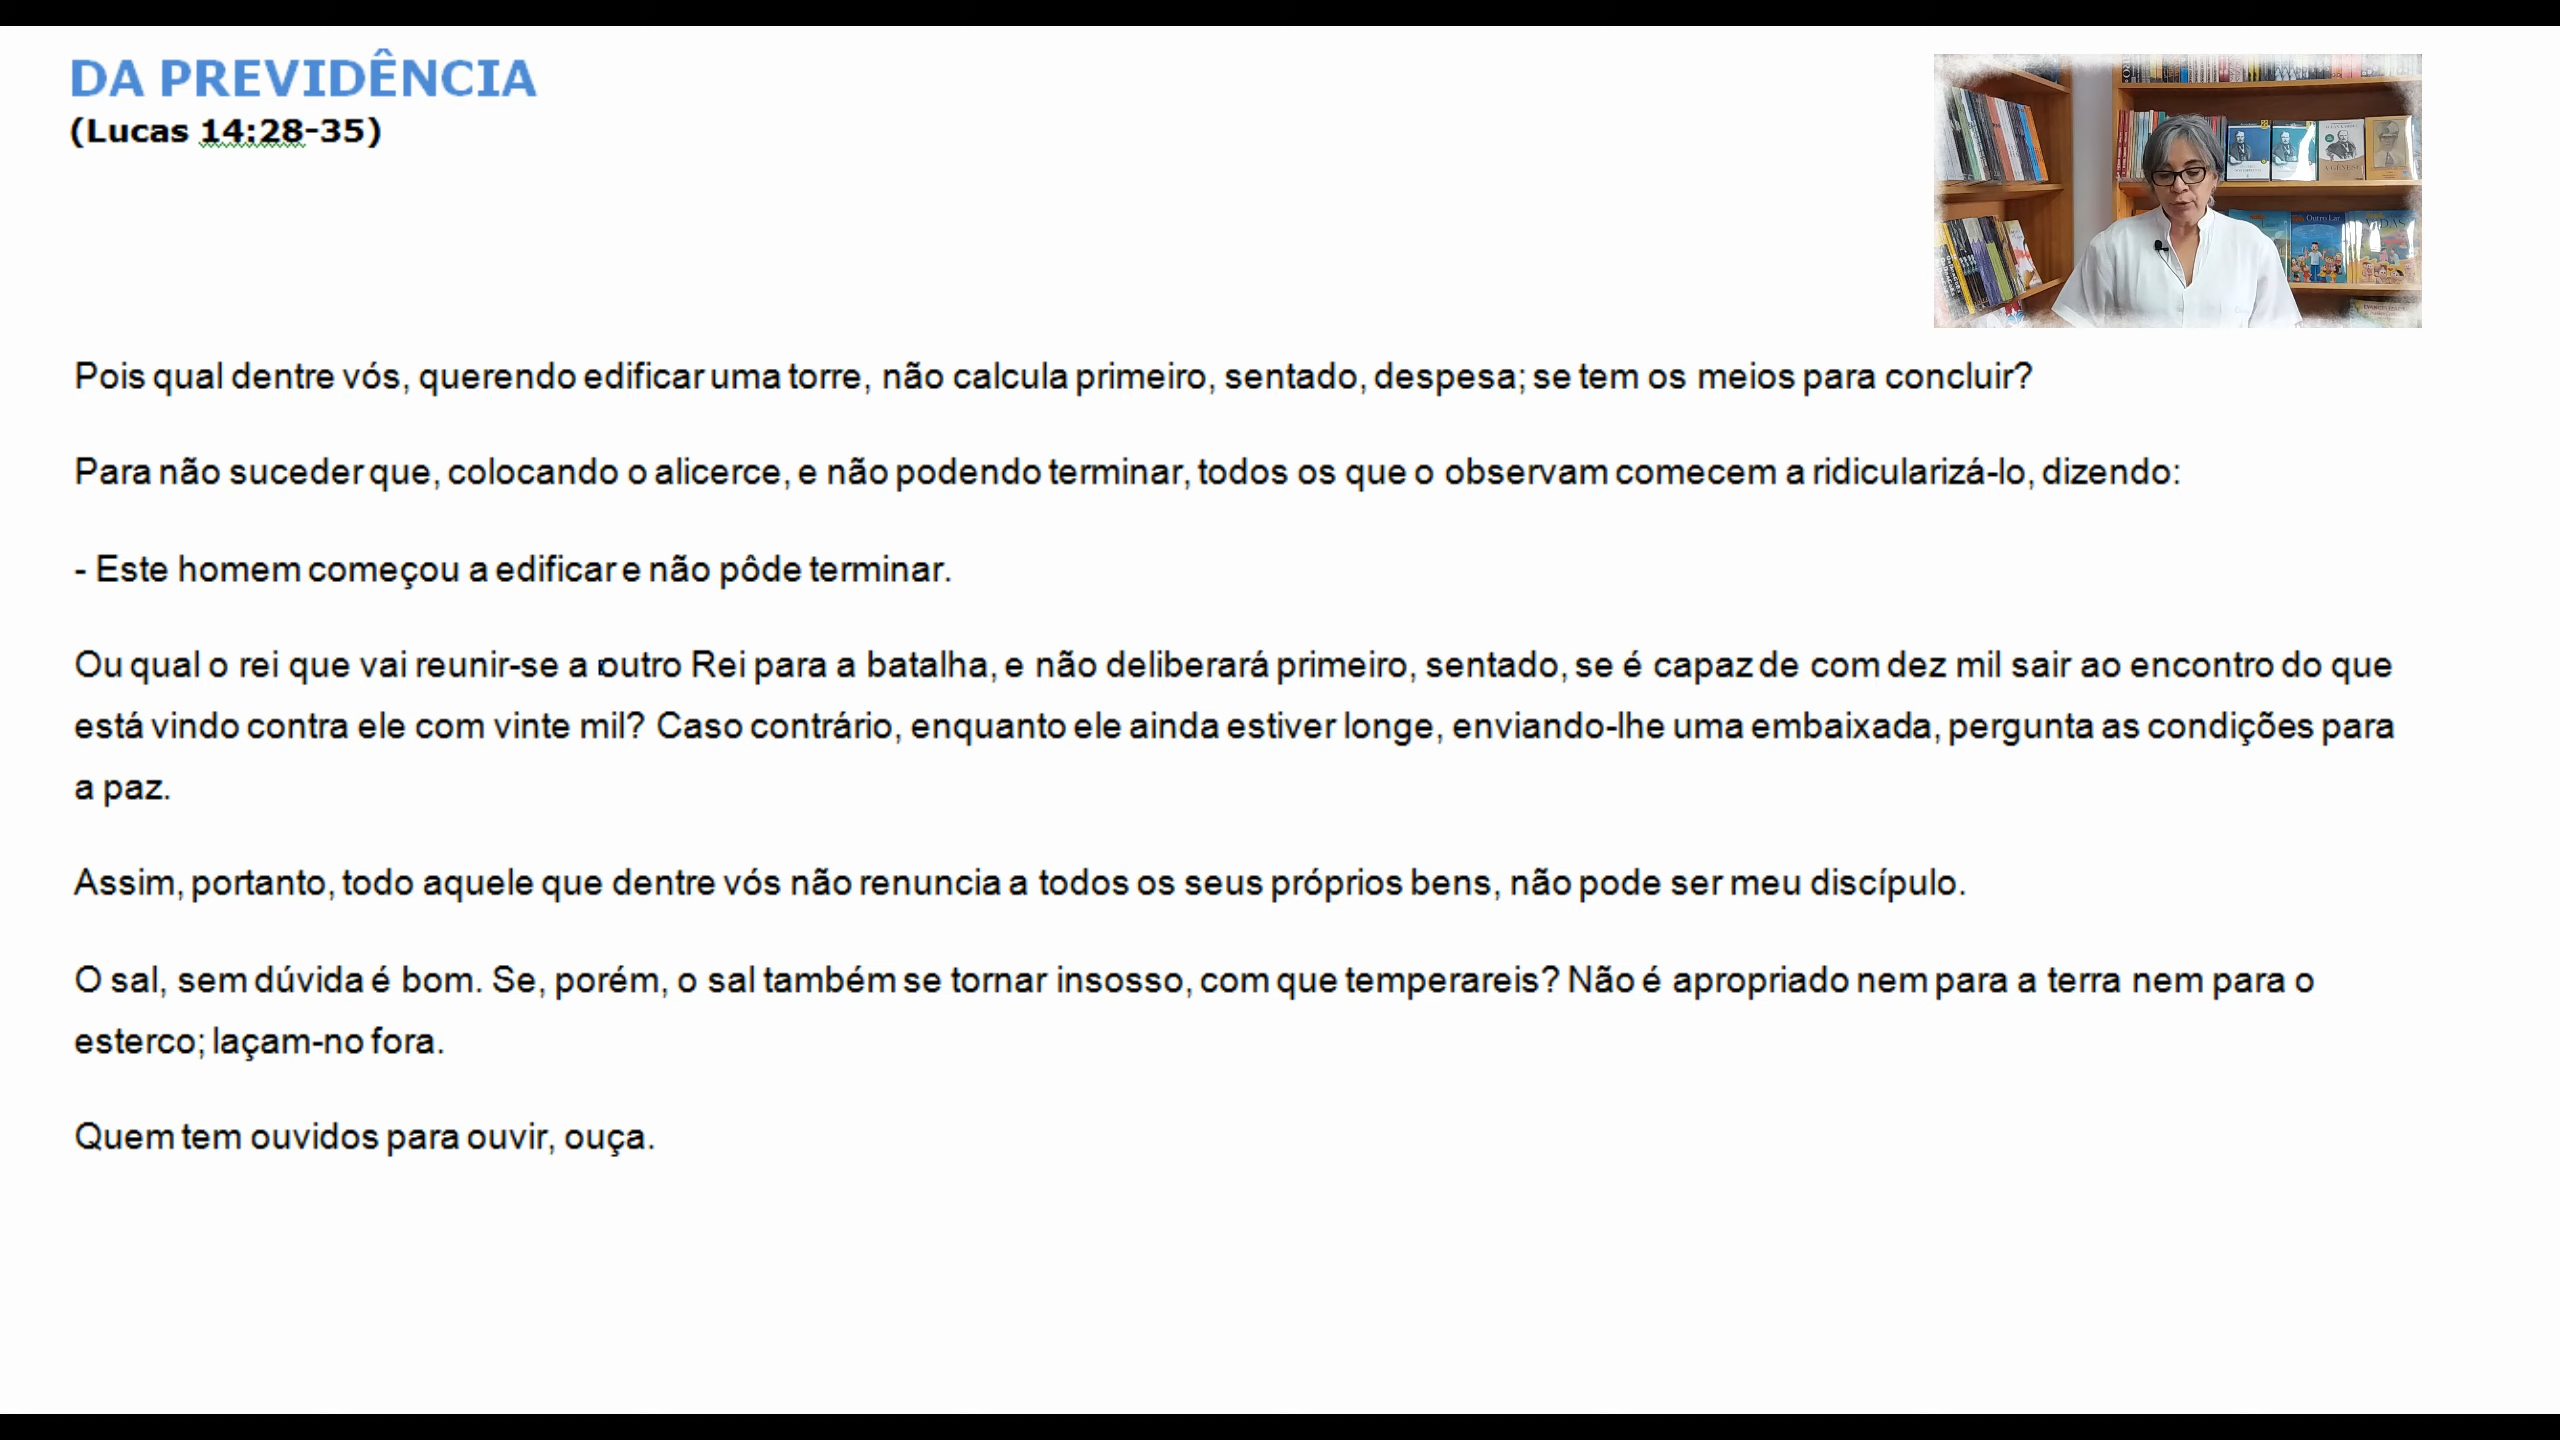 DA PREVIDÊNCIA
(Lucas 14:28-35)
Outro Lar
Pois qual dentre vós, querendo edificar uma torre, não calcula primeiro, sentado, despesa; se tem os meios para concluir?
Para não suceder que, colocando o alicerce, e não podendo terminar, todos os que o observam comecem a ridicularizá-lo, dizendo:
- Este homem começou a edificar e não pôde terminar.
Ou qual o rei que vai reunir-se a outro Rei para a batalha, e não deliberará primeiro, sentado, se é capaz de com dez mil sair ao encontro do que
está vindo contra ele com vinte mil? Caso contrário, enquanto ele ainda estiver longe, enviando-lhe uma embaixada, pergunta as condições para
a paz.
Assim, portanto, todo aquele que dentre vós não renuncia a todos os seus próprios bens, não pode ser meu discípulo.
O sal, sem dúvida é bom. Se, porém, o sal também se tornar insosso, com que temperareis? Não é apropriado nem para a terra nem para o
esterco; laçam-no fora.
Quem tem ouvidos para ouvir, ouça.